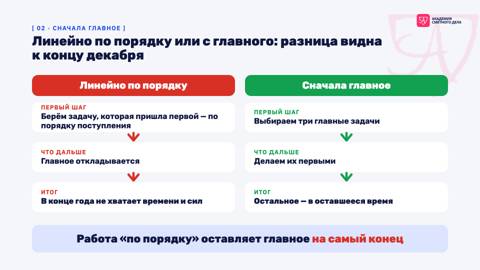 [ 02 · СНАЧАЛА ГЛАВНОЕ ]
АКАДЕМИЯ
СМЕТНОГО ДЕЛА
Линейно по порядку или с главного: разница видна
к концу декабря
Линейно по порядку
ПЕРВЫЙ ШАГ
Берём задачу, которая пришла первой — по
порядку поступления
ЧТО ДАЛЬШЕ
Главное откладывается
ИТОГ
В конце года не хватает времени и сил
Сначала главное
ПЕРВЫЙ ШАГ
Выбираем три главные задачи
ЧТО ДАЛЬШЕ
Делаем их первыми
ИТОГ
Остальное — в оставшееся время
Работа «по порядку» оставляет главное на самый конец